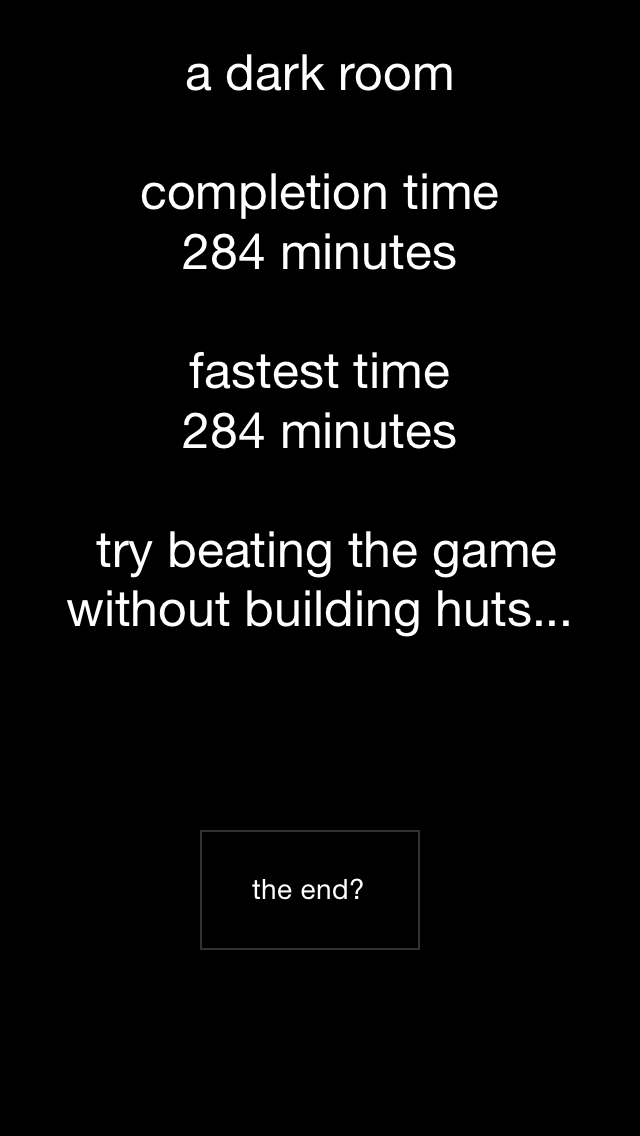 a dark room
completion time
284 minutes
fastest time
284 minutes
try beating the game
without building huts...
the end?